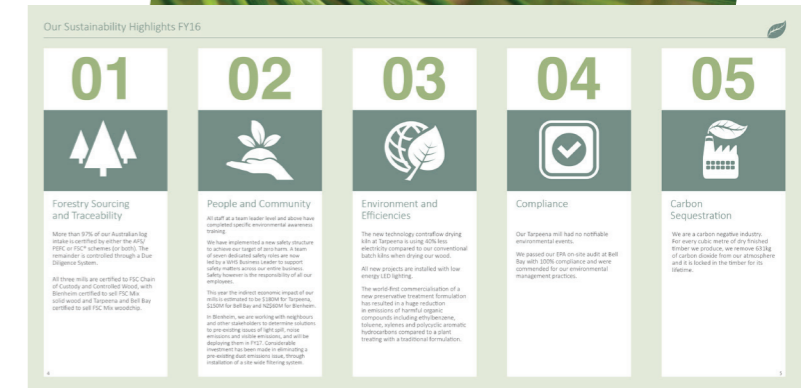 Our Sustainability Highlights FY16
01
Forestry Sourcing
and Traceability
More than 97% of our Australian log
intake is certified by either the AFS/
PEFC or FSC® schemes (or both). The
remainder is controlled through a Due
Diligence System.
All three mills are certified to FSC Chain
of Custody and Controlled Wood, with
Blenheim certified to sell FSC Mix
solid wood and Tarpeena and Bell Bay
certified to sell FSC Mix woodchip.
02
People and Community
All staff at a team leader level and above have
completed specific environmental awareness
training.
We have implemented a new safety structure
to achieve our target of zero harm. A team
of seven dedicated safety roles are now
led by a WHS Business Leader to support
safety matters across our entire business.
Safety however is the responsibility of all our
employees.
This year the indirect economic impact of our
mills is estimated to be $180M for Tarpeena,
$150M for Bell Bay and NZ$60M for Blenheim.
In Blenheim, we are working with neighbours
and other stakeholders to determine solutions
to pre-existing issues of light spill, noise
emissions and visible emissions, and will be
deploying them in FY17. Considerable
investment has been made in eliminating a
pre-existing dust emissions issue, through
installation of a site wide filtering system.
03
Environment and
Efficiencies
The new technology contraflow drying
kiln at Tarpeena is using 40% less
electricity compared to our conventional
batch kilns when drying our wood.
All new projects are installed with low
energy LED lighting.
The world-first commercialisation of a
new preservative treatment formulation
has resulted in a huge reduction
in emissions of harmful organic
compounds including ethylbenzene,
toluene, xylenes and polycyclic aromatic
hydrocarbons compared to a plant
treating with a traditional formulation.
04
Compliance
Our Tarpeena mill had no notifiable
environmental events.
We passed our EPA on-site audit at Bell
Bay with 100% compliance and were
commended for our environmental
management practices.
05
Carbon
Sequestration
We are a carbon negative industry.
For every cubic metre of dry finished
timber we produce, we remove 631kg
of carbon dioxide from our atmosphere
and it is locked in the timber for its
lifetime.
4
5